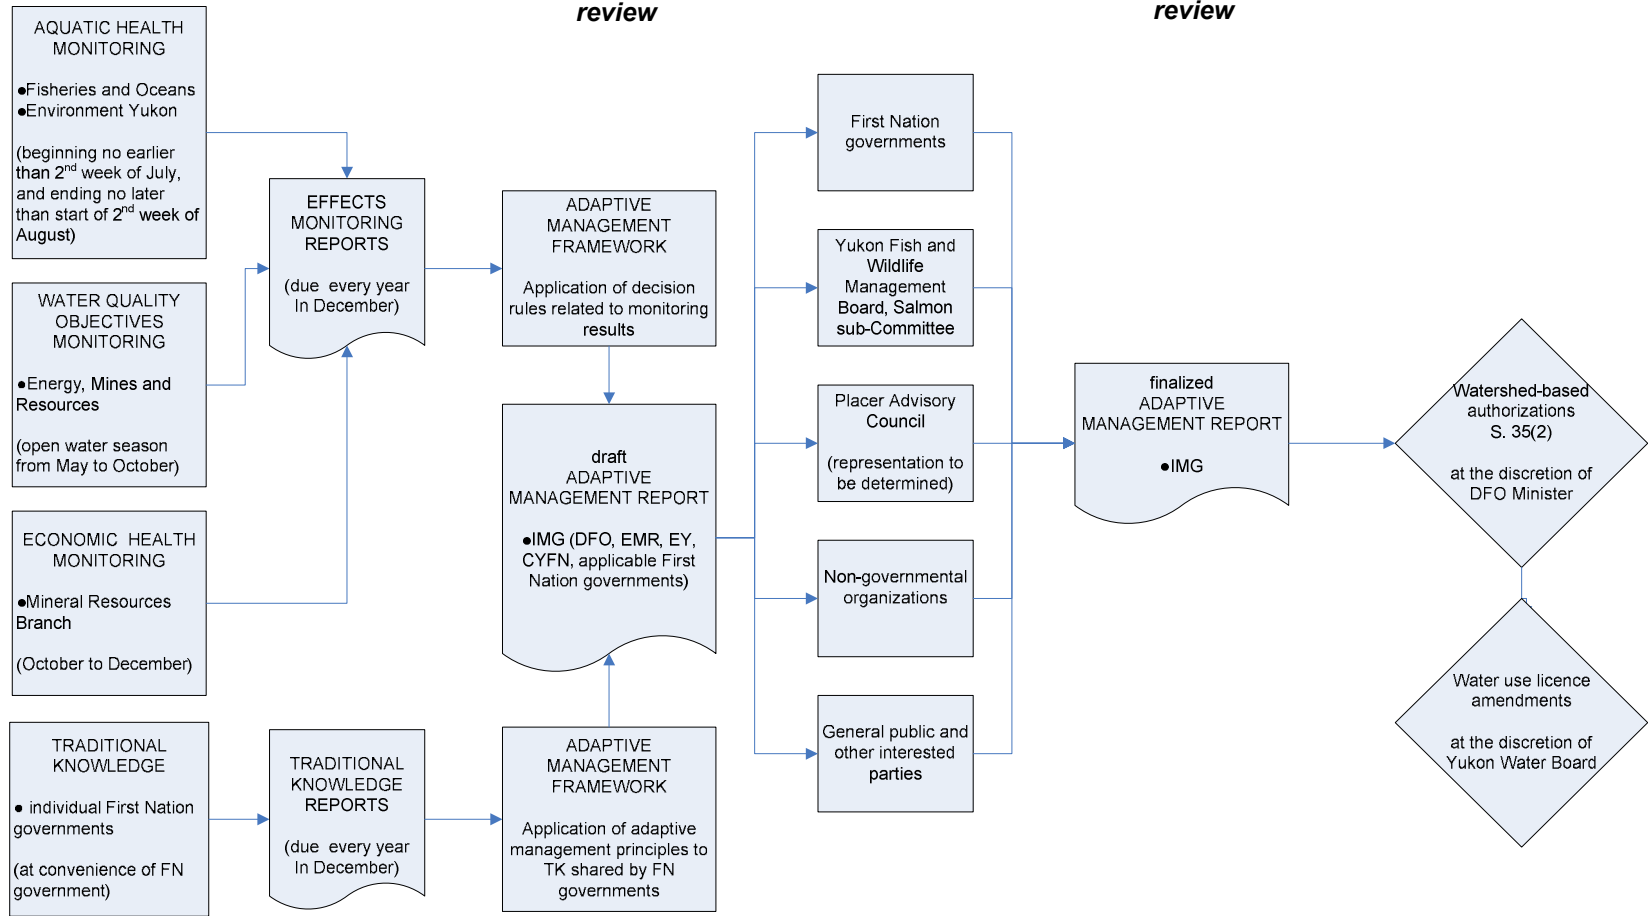 review
review
AQUATIC HEALTH
MONITORING
●Fisheries and Oceans
●Environment Yukon
(beginning no earlier
than 2nd week of July,
and ending no later
than start of 2nd week of
August)
WATER QUALITY
OBJECTIVES
MONITORING
●Energy, Mines and
Resources
(open water season
from May to October)
ECONOMIC HEALTH
MONITORING
●Mineral Resources
Branch
(October to December)
TRADITIONAL
KNOWLEDGE
● individual First Nation
governments
(at convenience of FN
government)
EFFECTS
MONITORING
REPORTS
(due every year
In December)
TRADITIONAL
KNOWLEDGE
REPORTS
(due every year
In December)
ADAPTIVE
MANAGEMENT
FRAMEWORK
Application of decision
rules related to monitoring
results
draft
ADAPTIVE
MANAGEMENT REPORT
●IMG (DFO, EMR, EY,
CYFN, applicable First
Nation governments)
ADAPTIVE
MANAGEMENT
FRAMEWORK
Application of adaptive
management principles to
TK shared by FN
governments
First Nation
governments
Yukon Fish and
Wildlife
Management
Board, Salmon
sub-Committee
Placer Advisory
Council
(representation to
be determined)
Non-governmental
organizations
General public and
other interested
parties
finalized
ADAPTIVE
MANAGEMENT REPORT
●IMG
Watershed-based
authorizations
S. 35(2)
at the discretion of
DFO Minister
Water use licence
amendments
at the discretion of
Yukon Water Board